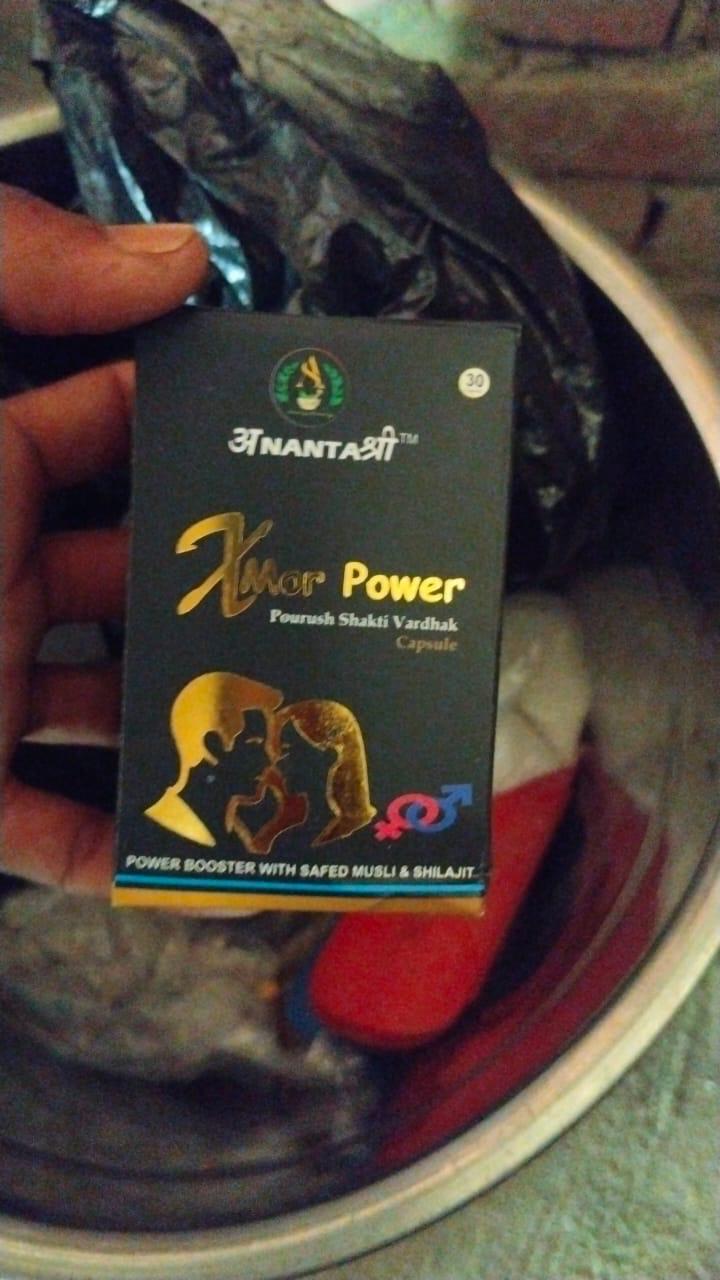 30
अNANTAश्री™
XMor Power
Pourush Shakti Vardhak
Capsule
POWER BOOSTER WITH SAFED MUSLI & SHILAJIT